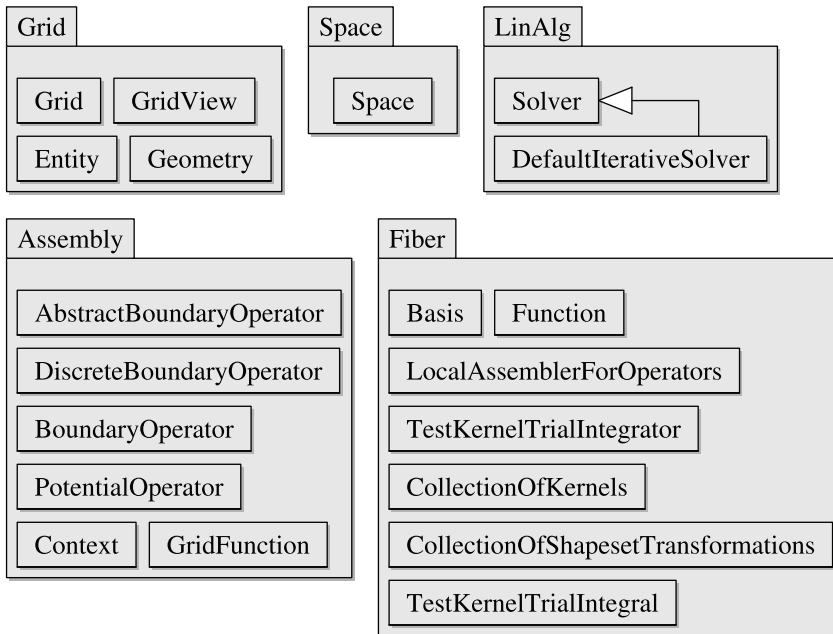 Grid
Grid GridView
Entity Geometry
Space
Space
LinAlg
Solver
DefaultIterativeSolver
Assembly
AbstractBoundaryOperator
DiscreteBoundaryOperator
BoundaryOperator
PotentialOperator
Context GridFunction
Fiber
Basis Function
LocalAssemblerForOperators
TestKernelTrialIntegrator
CollectionOfKernels
CollectionOfShapesetTransformations
TestKernelTrialIntegral